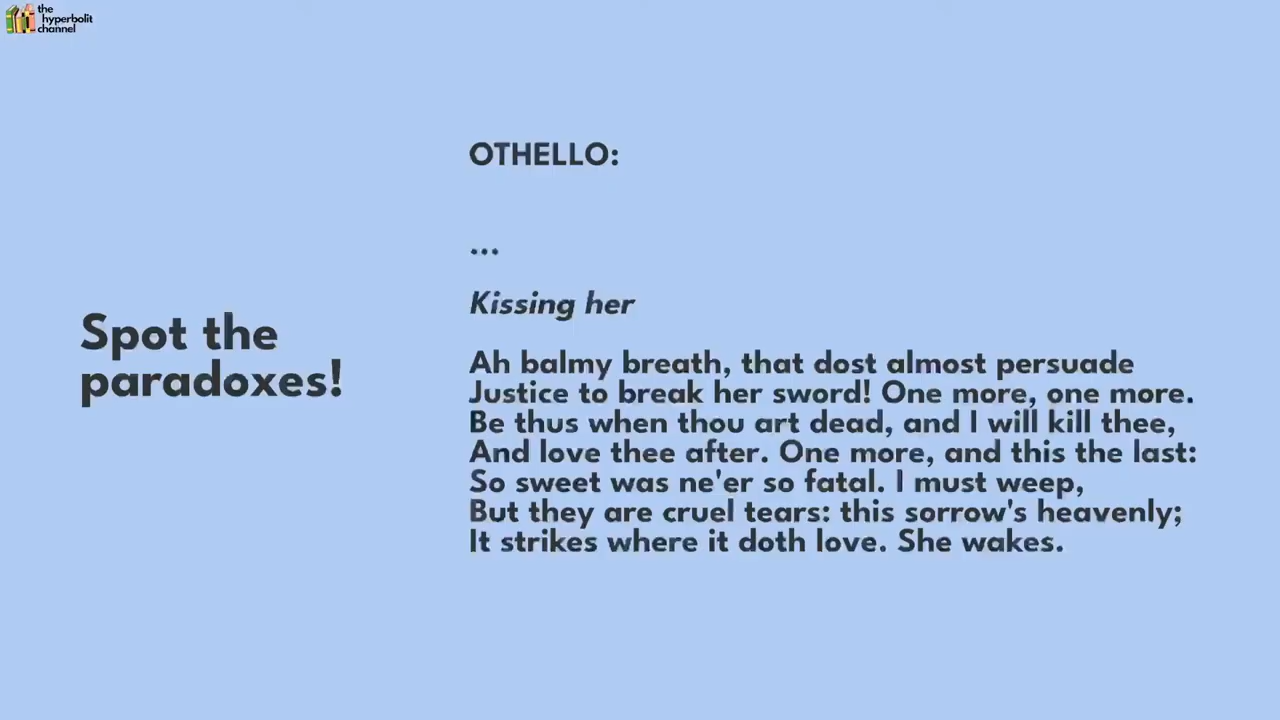 the
hyperbolit
channel
OTHELLO:
...
Kissing her
Spot the
paradoxes!
Ah balmy breath, that dost almost persuade
Justice to break her sword! One more, one more.
Be thus when thou art dead, and I will kill thee,
And love thee after. One more, and this the last:
So sweet was ne'er so fatal. I must weep,
But they are cruel tears: this sorrow's heavenly;
It strikes where it doth love. She wakes.